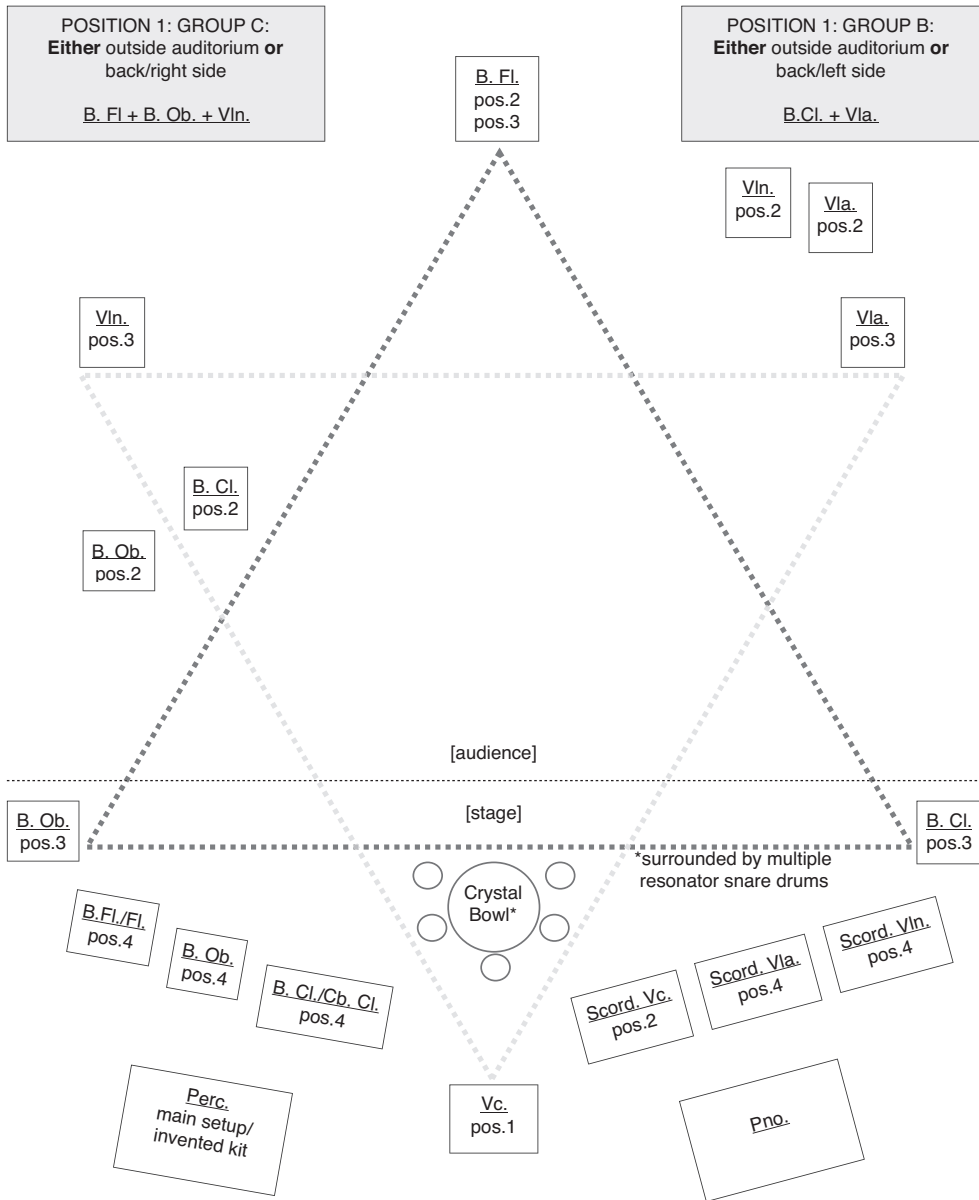 POSITION 1: GROUP C:
Either outside auditorium or
back/right side
B. Fl + B. Ob. + Vln.
POSITION 1: GROUP B:
Either outside auditorium or
back/left side
B.Cl. + Vla.
B. Fl.
pos.2
pos.3
Vln.
pos.2
Vla.
pos.2
Vln.
pos.3
Vla.
pos.3
B. Cl.
pos.2
B. Ob.
pos.2
[audience]
[stage]
B. Ob.
pos.3
B. Cl.
pos.3
*surrounded by multiple
resonator snare drums
Crystal
Bowl*
B.Fl./Fl.
pos.4
B. Ob.
pos.4
B. Cl./Cb. Cl.
pos.4
Scord. Vc.
pos.2
Scord. Vla.
pos.4
Scord. Vln.
pos.4
Perc.
main setup/
invented kit
Vc.
pos.1
Pno.